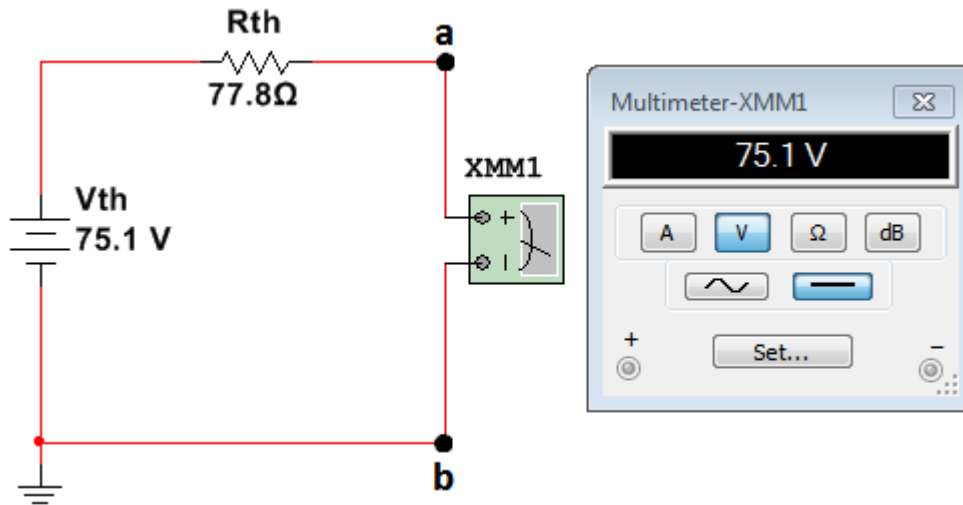 Rth
77.8Ω
a
Vth
75.1 V
b
XMM1
+
Multimeter-XMM1
75.1 V
A V Ω dB
+ Set... -